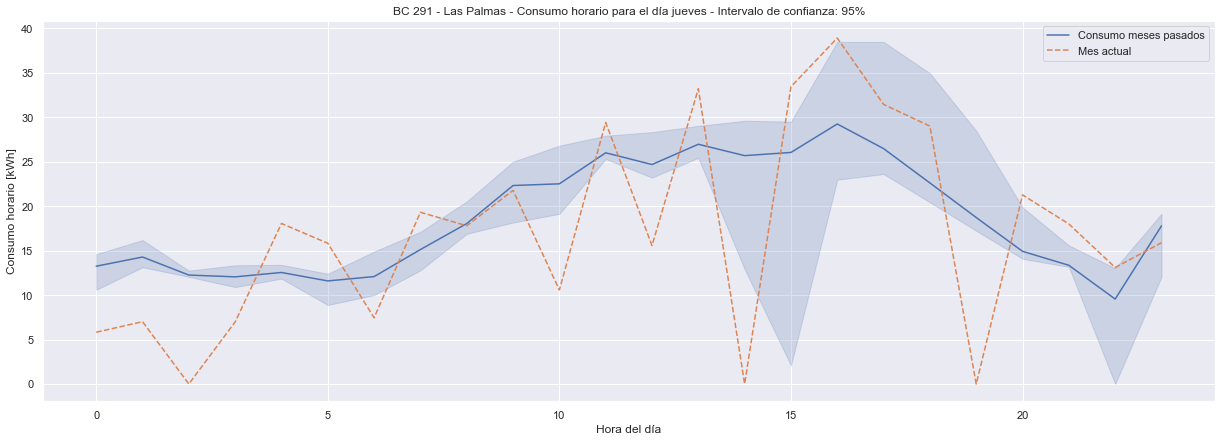 BC 291 - Las Palmas - Consumo horario para el día jueves - Intervalo de confianza: 95%
Consumo meses pasados
Mes actual
Consumo horario [kWh]
40
35
30
25
20
15
10
5
0
0 5 10 15 20
Hora del día